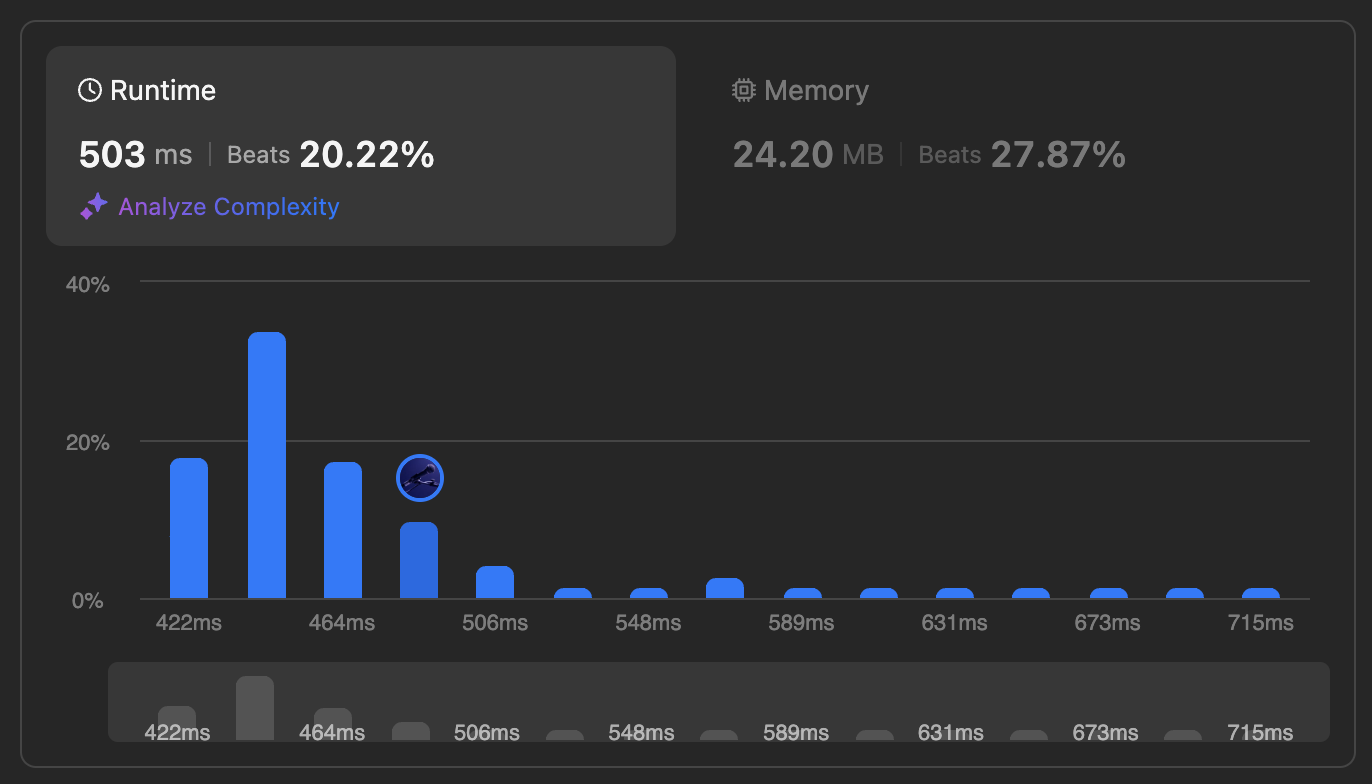 Runtime
503 ms | Beats 20.22%
Analyze Complexity
Memory
24.20 MB | Beats 27.87%
40%
20%
0%
422ms 464ms 506ms 548ms 589ms 631ms 673ms 715ms
422ms 464ms 506ms 548ms 589ms 631ms 673ms 715ms